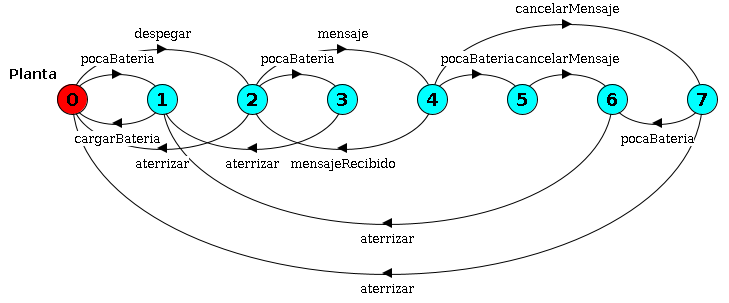 cancelarMensaje
despegar
mensaje
pocaBateria
pocaBateria
pocaBateria
cancelarMensaje
Planta
0
1
2
3
4
5
6
7
cargarBateria
pocaBateria
aterrizar
aterrizar
mensajeRecibido
aterrizar
aterrizar